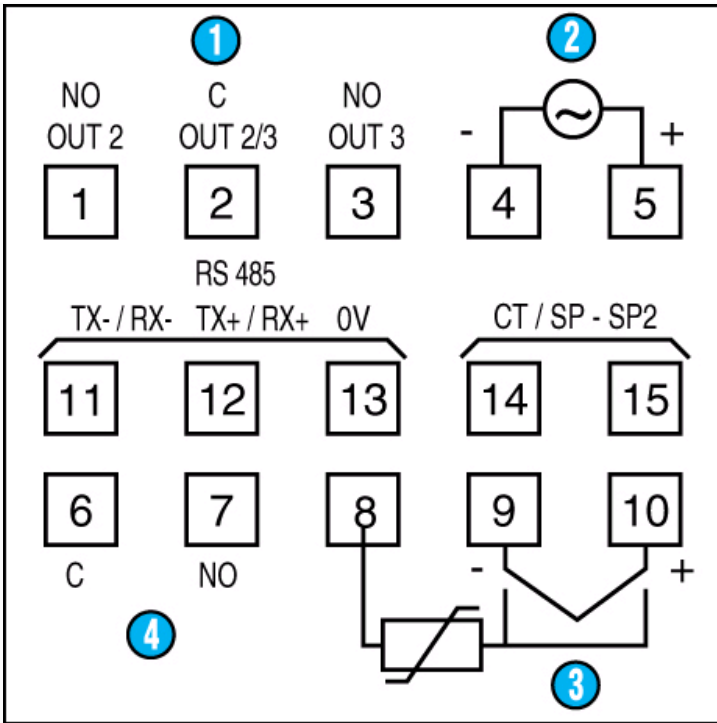 1 2
NO C NO
OUT 2 OUT 2/3 OUT 3 - +
1 2 3 4 5
RS 485
TX- / RX- TX+ / RX+ 0V CT / SP - SP2
11 12 13 14 15
6 7 8 9 10
C NO - +
4 3